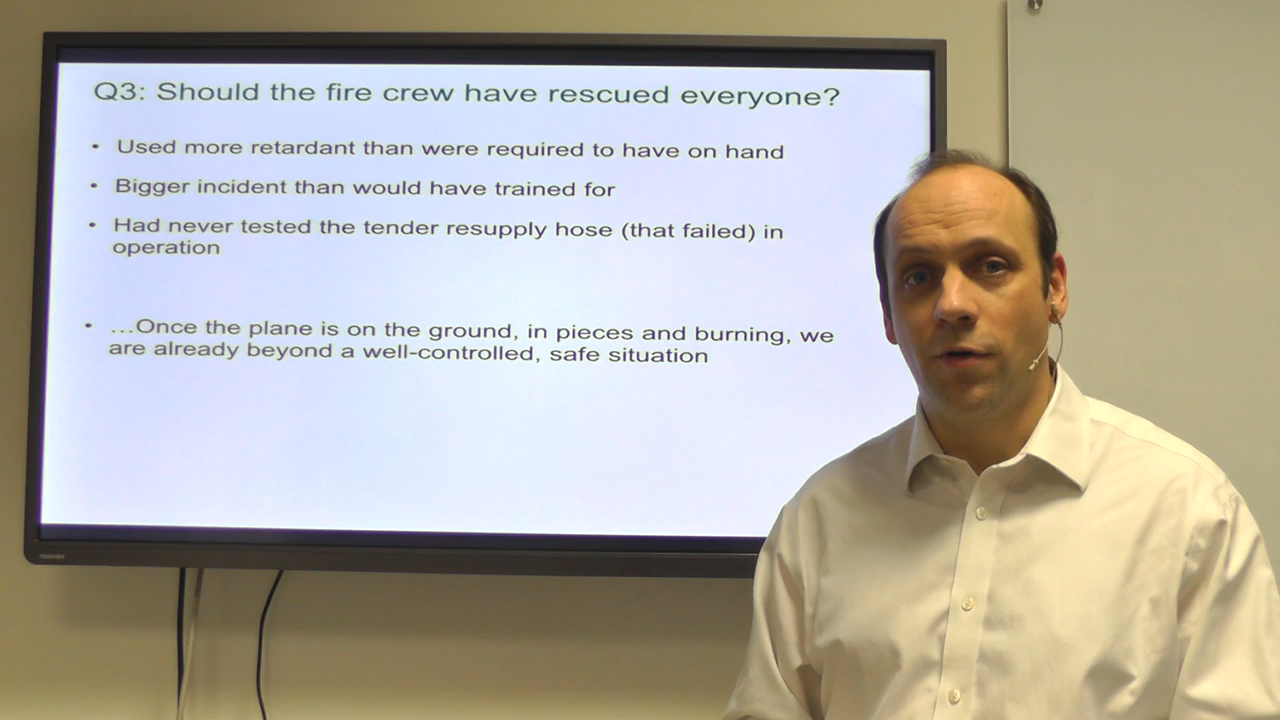 Q3: Should the fire crew have rescued everyone?
• Used more retardant than were required to have on hand
• Bigger incident than would have trained for
• Had never tested the tender resupply hose (that failed) in
operation
• …Once the plane is on the ground, in pieces and burning, we
are already beyond a well-controlled, safe situation
TOSHIBA